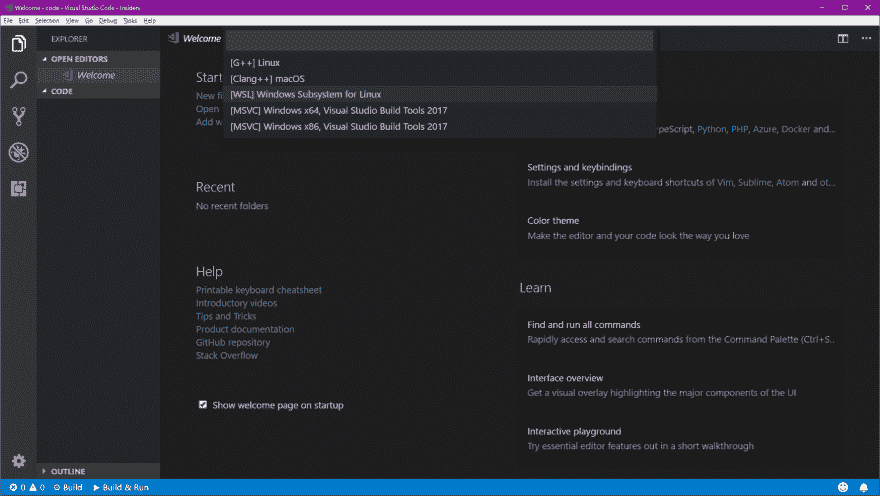 Welcome - code - Visual Studio Code - Insiders
File Edit Selection View Go Debug Tasks Help
EXPLORER
Welcome
OPEN EDITORS
Welcome
CODE
[G++] Linux
[Clang++] macOS
[WSL] Windows Subsystem for Linux
[MSVC] Windows x64, Visual Studio Build Tools 2017
[MSVC] Windows x86, Visual Studio Build Tools 2017
Start
New fi
Open
Add w
peScript, Python, PHP, Azure, Docker and...
Settings and keybindings
Install the settings and keyboard shortcuts of Vim, Sublime, Atom and ot...
Recent
No recent folders
Color theme
Make the editor and your code look the way you love
Help
Printable keyboard cheatsheet
Introductory videos
Tips and Tricks
Product documentation
GitHub repository
Stack Overflow
Show welcome page on startup
Learn
Find and run all commands
Rapidly access and search commands from the Command Palette (Ctrl+S...
Interface overview
Get a visual overlay highlighting the major components of the UI
Interactive playground
Try essential editor features out in a short walkthrough
OUTLINE
0 0 Build Build & Run